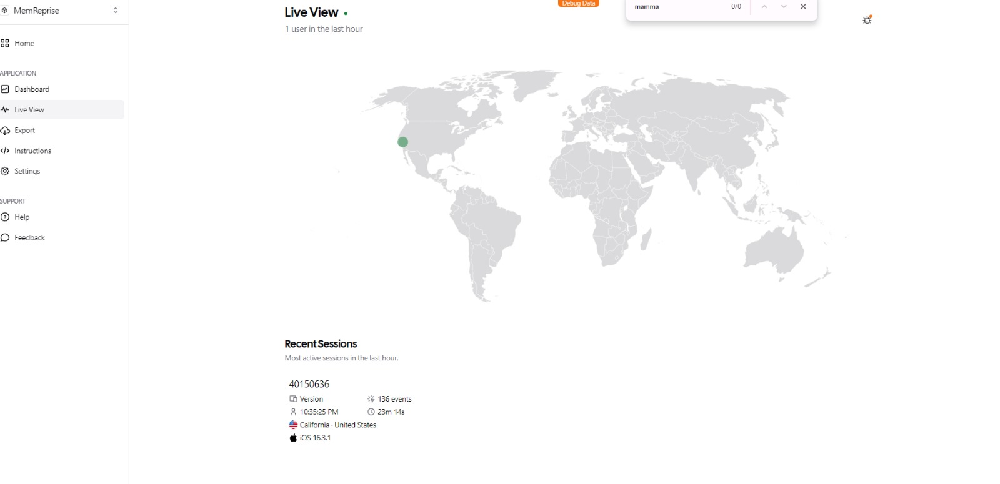 MemReprise
Home
APPLICATION
Dashboard
Live View
Export
Instructions
Settings
SUPPORT
Help
Feedback
Debug Data
mamma 0/0
Live View
1 user in the last hour
Recent Sessions
Most active sessions in the last hour.
40150636
Version 136 events
10:35:25 PM 23m 14s
California · United States
iOS 16.3.1